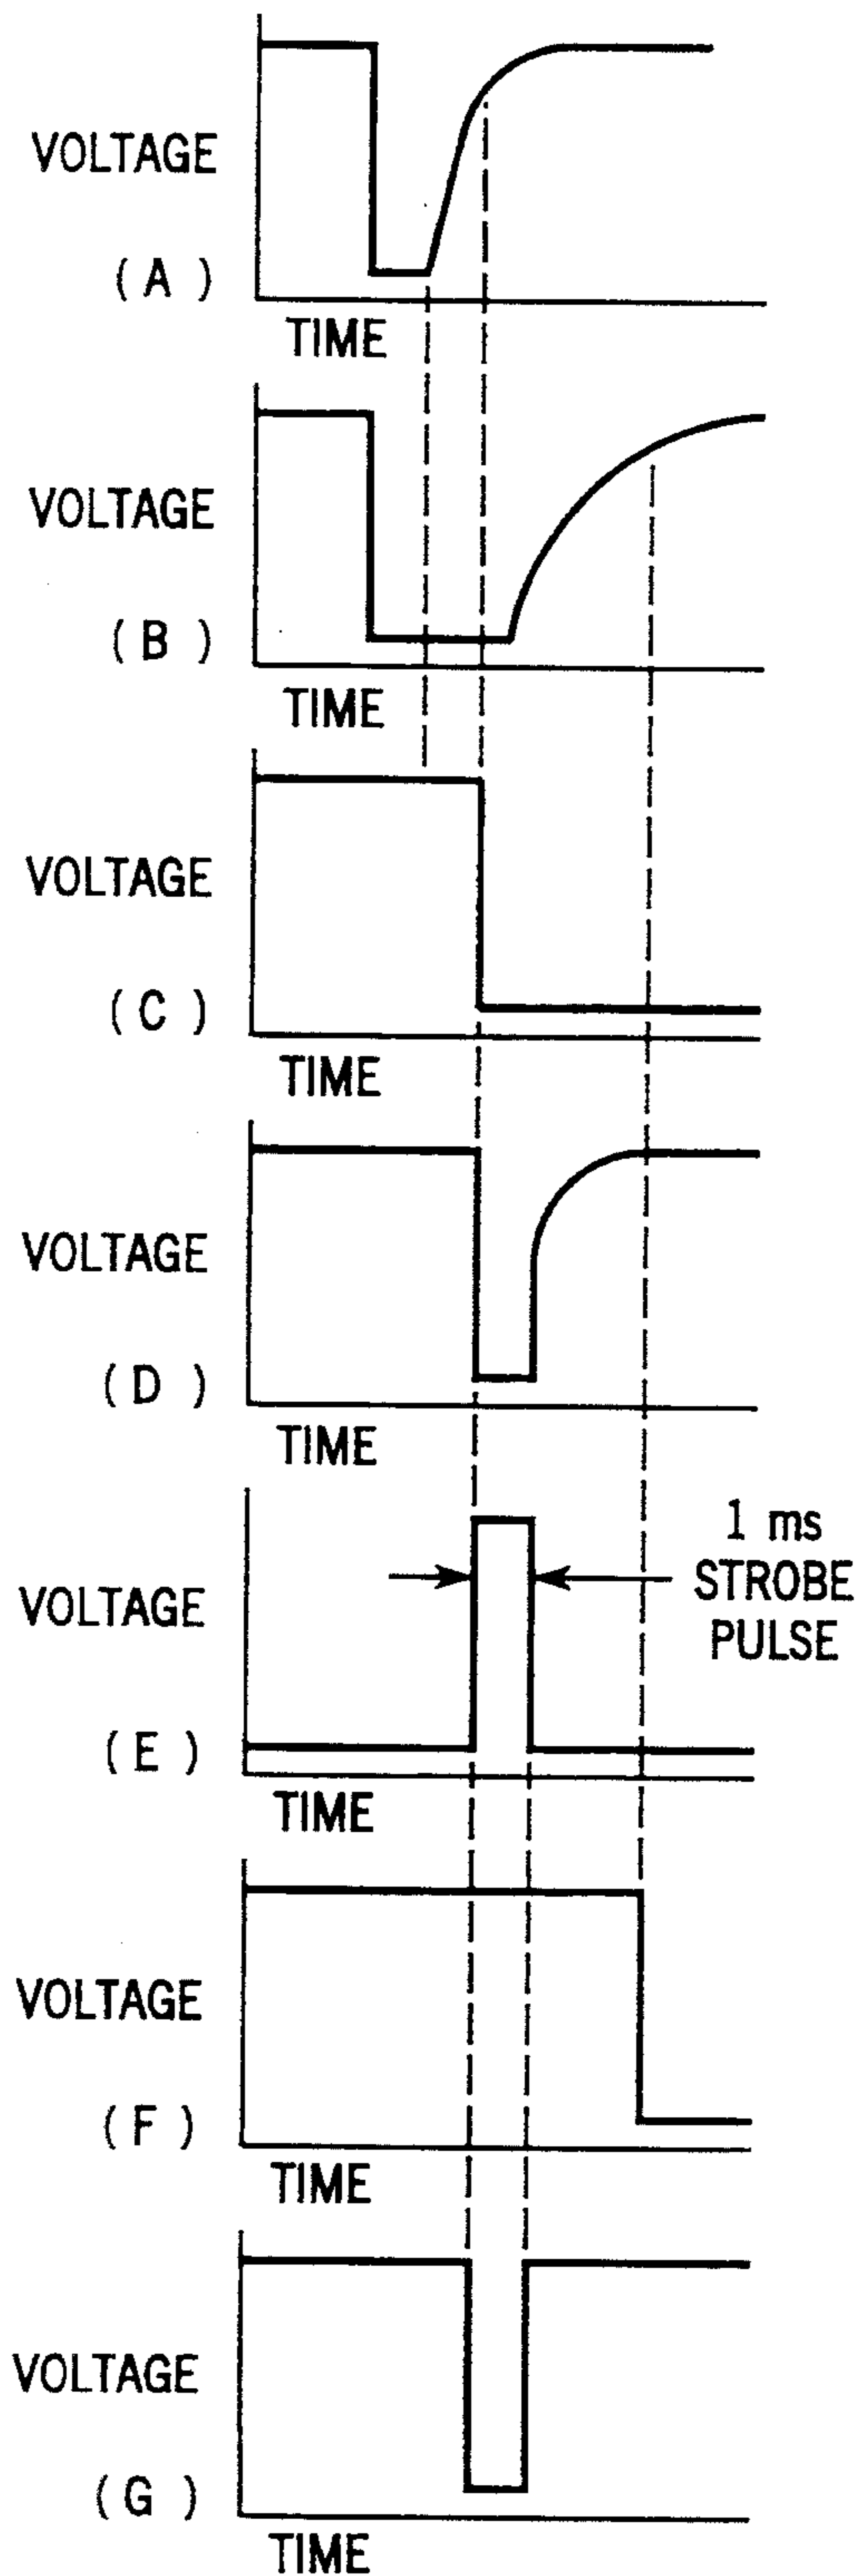 VOLTAGE
( A )
TIME
VOLTAGE
( B )
TIME
VOLTAGE
( C )
TIME
VOLTAGE
( D )
TIME
1 ms
STROBE
PULSE
VOLTAGE
( E )
TIME
VOLTAGE
( F )
TIME
VOLTAGE
( G )
TIME